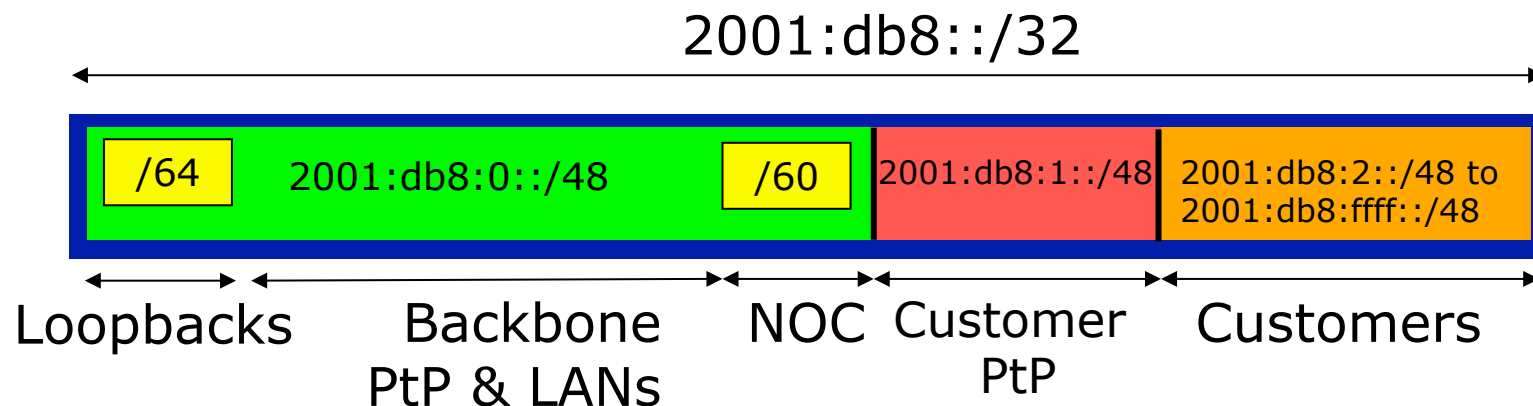 2001:db8::/32
/64
2001:db8:0::/48
/60
2001:db8:1::/48
2001:db8:2::/48 to
2001:db8:ffff::/48
Loopbacks
Backbone
PtP & LANs
NOC
Customer
PtP
Customers